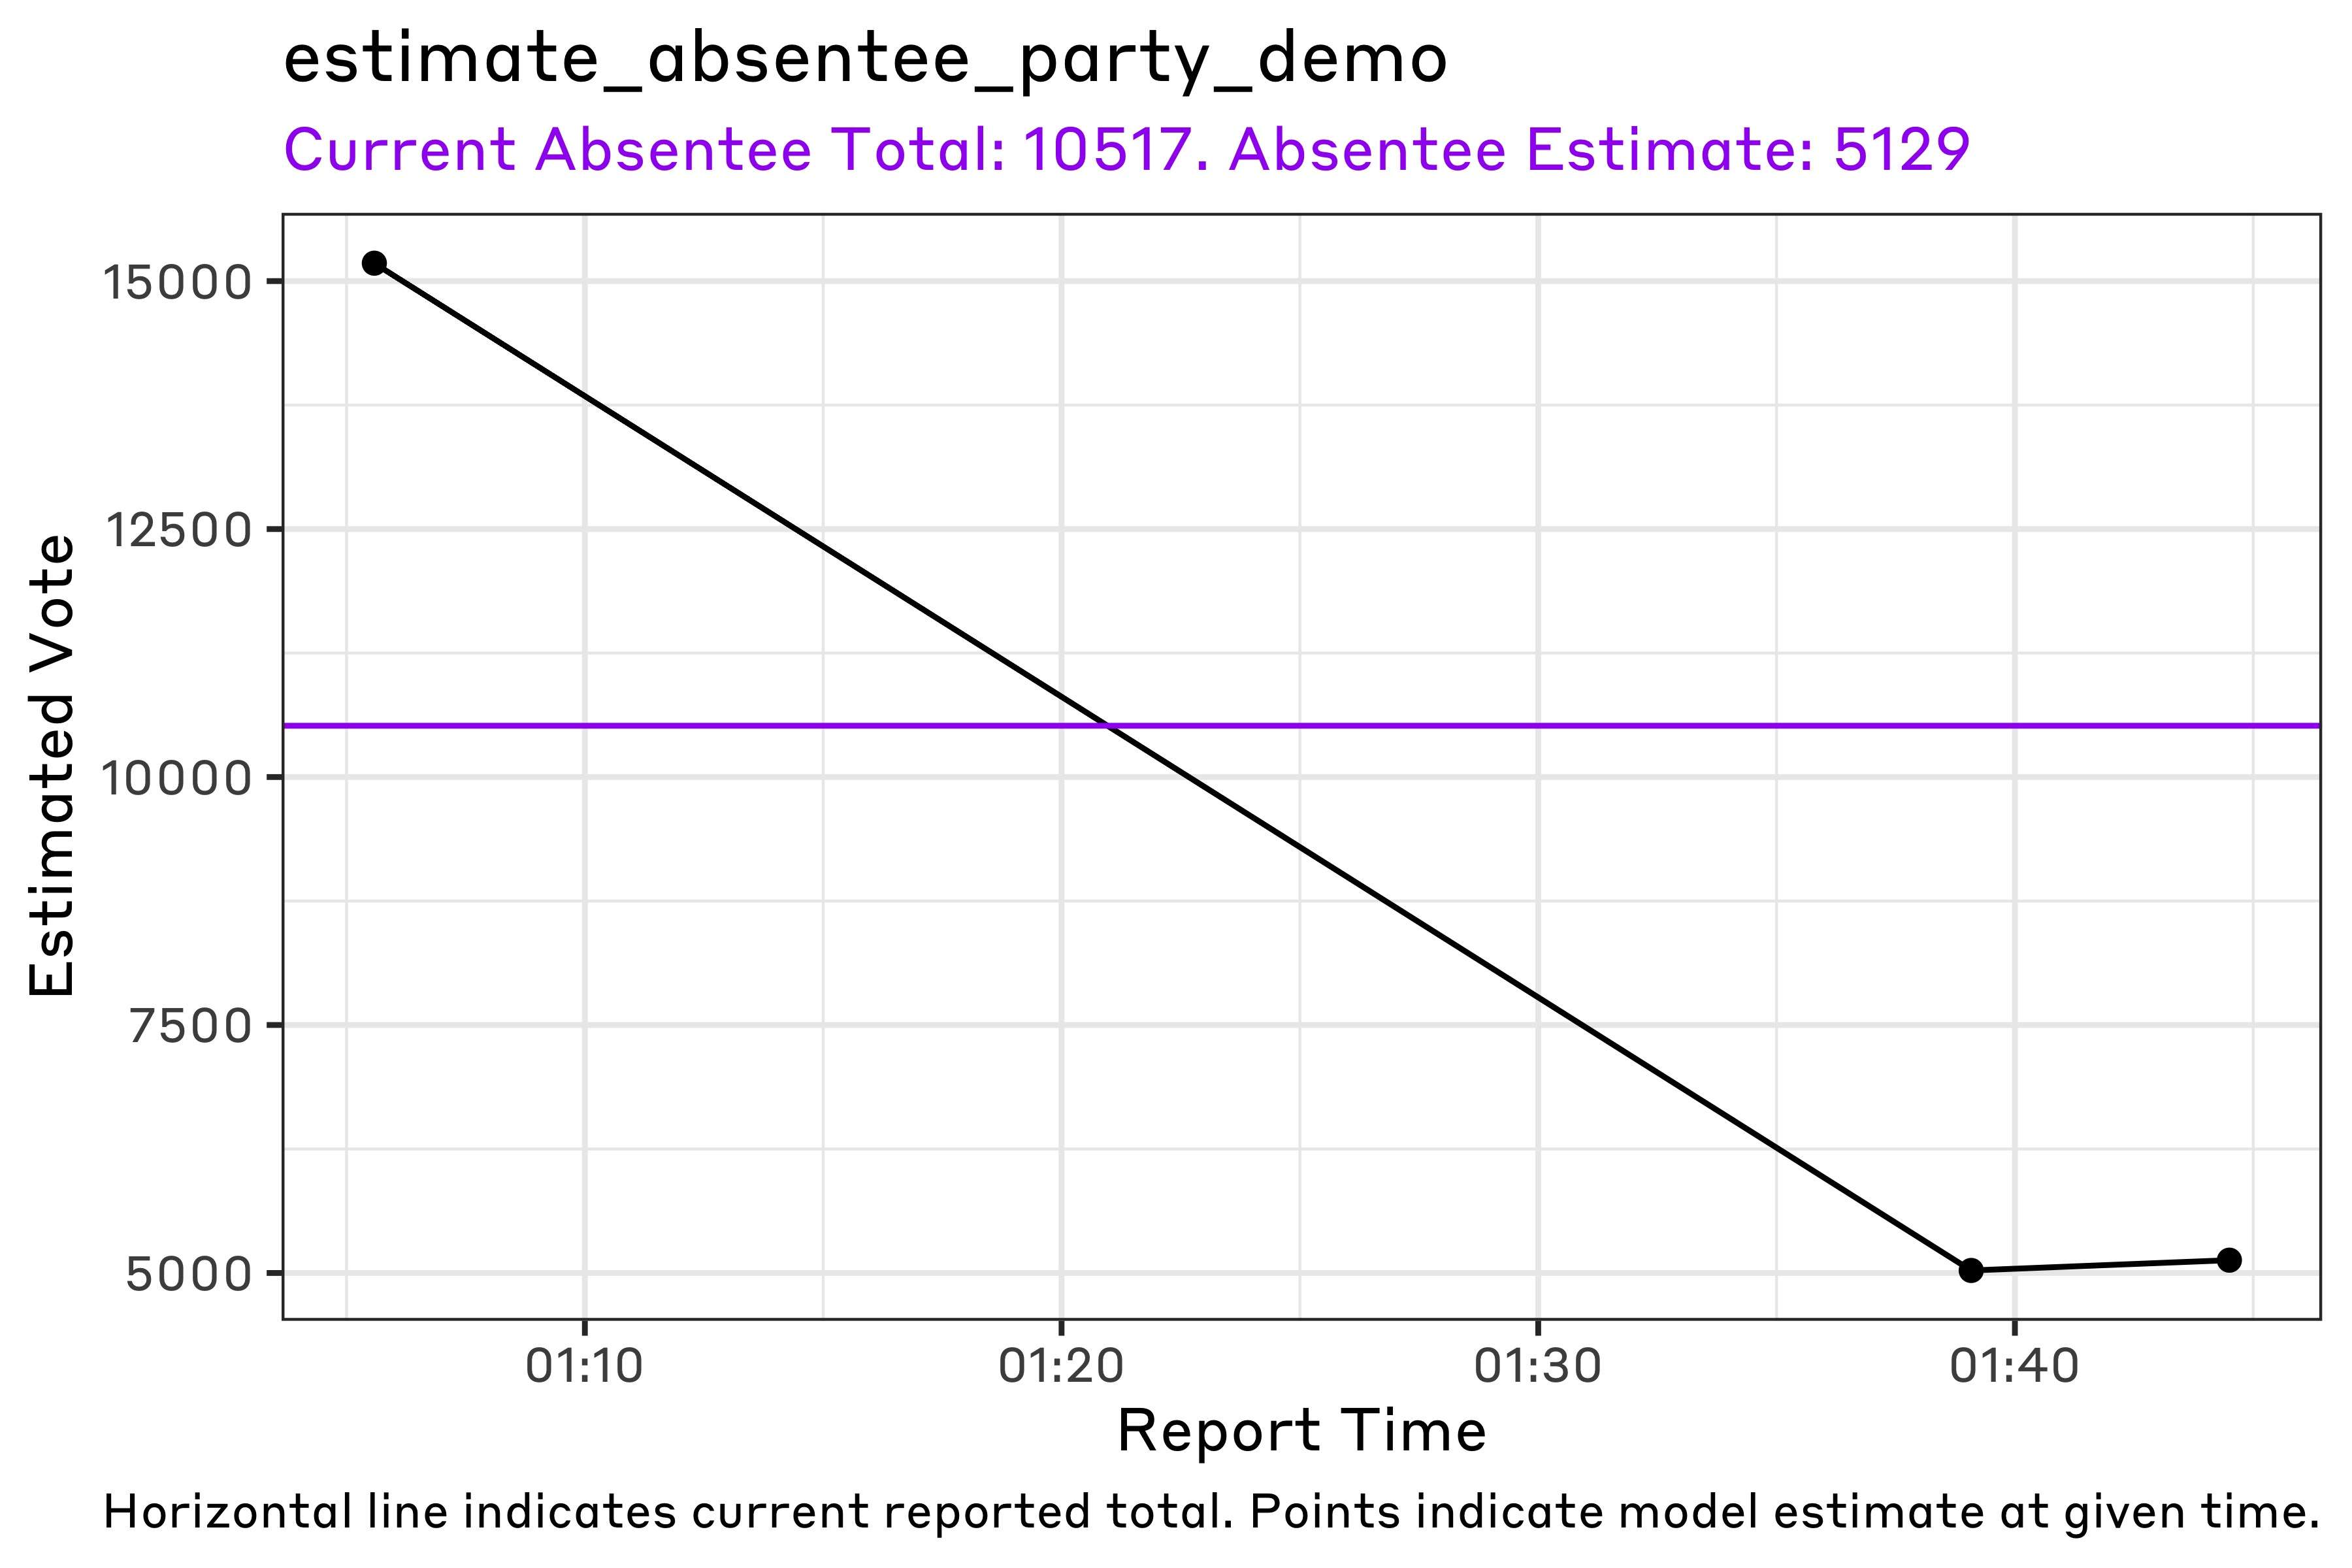 estimate_absentee_party_demo
Current Absentee Total: 10517. Absentee Estimate: 5129
Estimated Vote
15000
12500
10000
7500
5000
01:10 01:20 01:30 01:40
Report Time
Horizontal line indicates current reported total. Points indicate model estimate at given time.